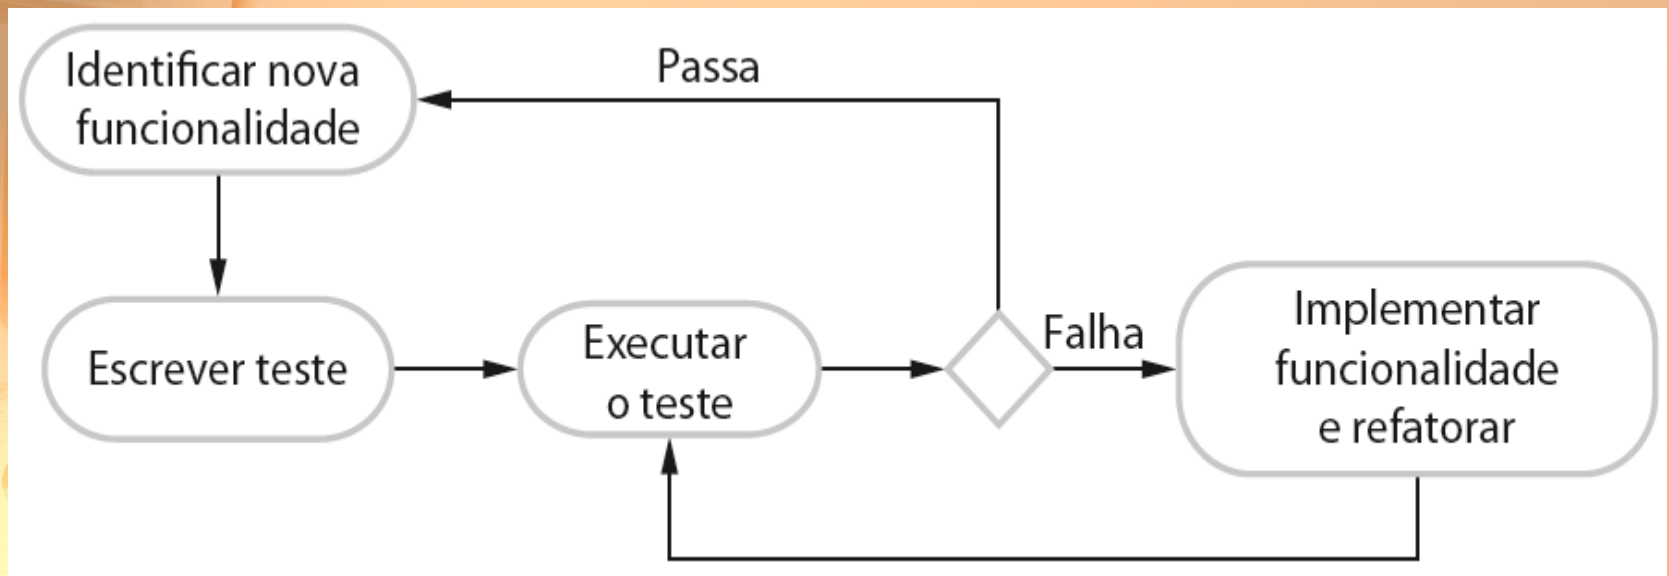 Identificar nova
funcionalidade
Passa
Escrever teste
Executar
o teste
Falha
Implementar
funcionalidade
e refatorar